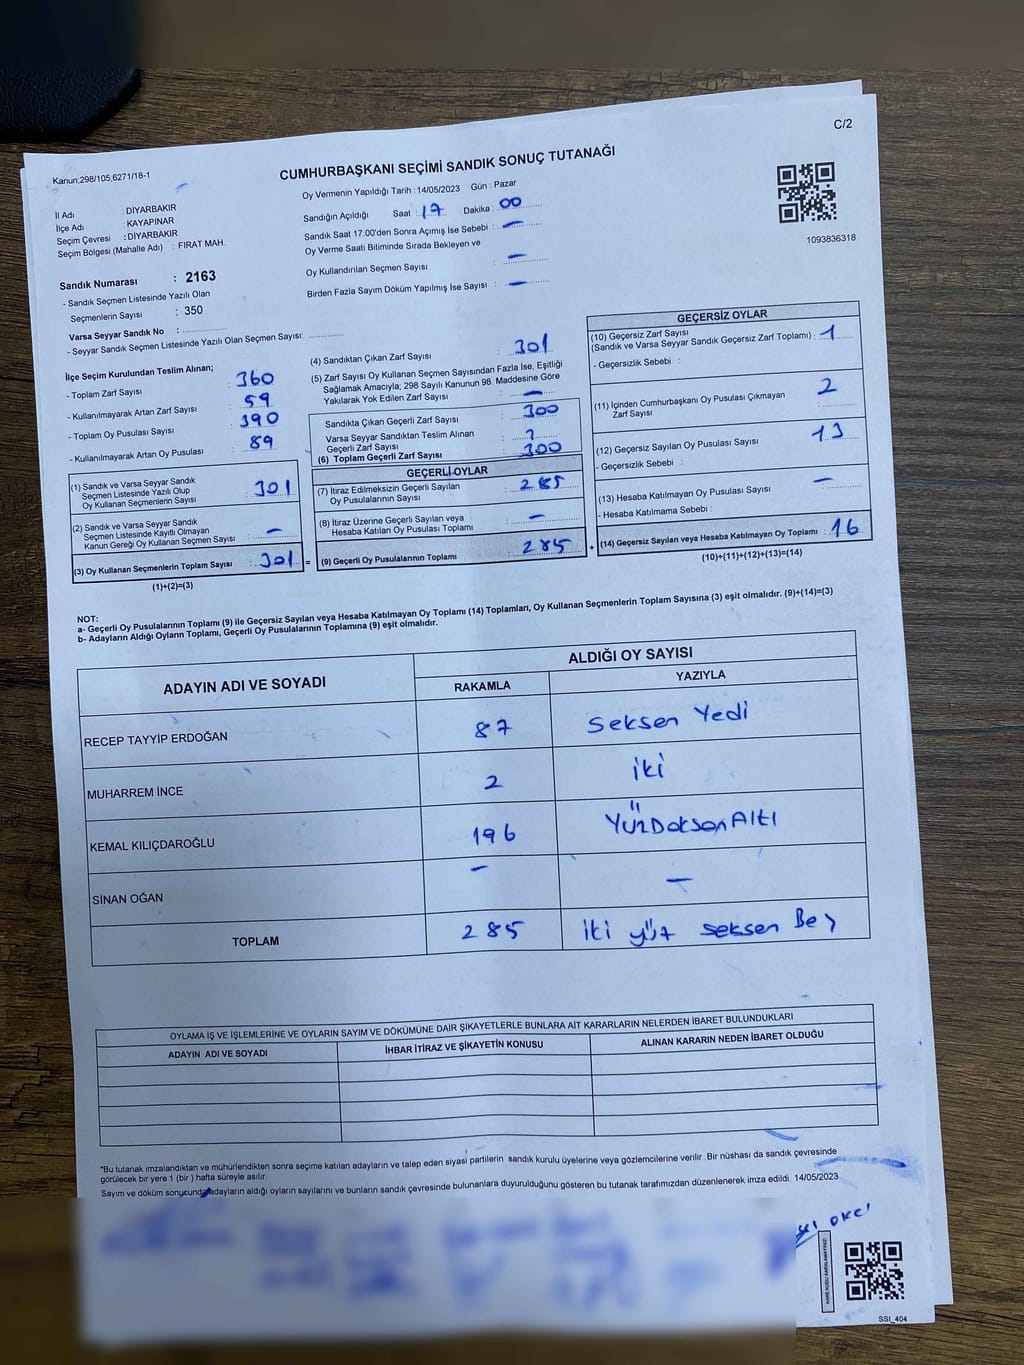 C/2
Kanun,298/105,6271/18-1
CUMHURBAŞKANI SEÇİMİ SANDIK SONUÇ TUTANAĞI
Oy Vermenin Yapıldığı Tarih : 14/05/2023 Gün : Pazar
İl Adı : DİYARBAKIR
İlçe Adı : KAYAPINAR
Seçim Çevresi : DİYARBAKIR
Seçim Bölgesi (Mahalle Adı) : FIRAT MAH.
Sandığın Açıldığı Saat 17 Dakika : 00
Sandık Saat 17:00'den Sonra Açımış İse Sebebi : —
Oy Verme Saati Bitiminde Sırada Bekleyen ve
Oy Kullandırılan Seçmen Sayısı : —
Birden Fazla Sayım Döküm Yapılmış İse Sayısı : —
1093836318
Sandık Numarası : 2163
- Sandık Seçmen Listesinde Yazılı Olan
Seçmenlerin Sayısı : 350
Varsa Seyyar Sandık No :
- Seyyar Sandık Seçmen Listesinde Yazılı Olan Seçmen Sayısı:
İlçe Seçim Kurulundan Teslim Alınan;
- Toplam Zarf Sayısı : 360
- Kullanılmayarak Artan Zarf Sayısı : 59
- Toplam Oy Pusulası Sayısı : 390
- Kullanılmayarak Artan Oy Pusulası : 89
(1) Sandık ve Varsa Seyyar Sandık
Seçmen Listesinde Yazılı Olup
Oy Kullanan Seçmenlerin Sayısı : 301
(2) Sandık ve Varsa Seyyar Sandık
Seçmen Listesinde Kayıtlı Olmayan
Kanun Gereği Oy Kullanan Seçmen Sayısı : —
(3) Oy Kullanan Seçmenlerin Toplam Sayısı : 301 =
(1)+(2)=(3)
(4) Sandıktan Çıkan Zarf Sayısı : 301
(5) Zarf Sayısı Oy Kullanan Seçmen Sayısından Fazla İse, Eşitliği
Sağlamak Amacıyla; 298 Sayılı Kanunun 98. Maddesine Göre
Yakılarak Yok Edilen Zarf Sayısı : —
Sandıkta Çıkan Geçerli Zarf Sayısı : 300
Varsa Seyyar Sandıktan Teslim Alınan
Geçerli Zarf Sayısı :
(6) Toplam Geçerli Zarf Sayısı : 300
GEÇERLİ OYLAR
(7) İtiraz Edilmeksizin Geçerli Sayılan
Oy Pusulalarının Sayısı : 285
(8) İtiraz Üzerine Geçerli Sayılan veya
Hesaba Katılan Oy Pusulası Toplamı : —
(9) Geçerli Oy Pusulalarının Toplamı : 285 +
GEÇERSİZ OYLAR
(10) Geçersiz Zarf Sayısı
(Sandık ve Varsa Seyyar Sandık Geçersiz Zarf Toplamı) : 1
- Geçersizlik Sebebi :
(11) İçinden Cumhurbaşkanı Oy Pusulası Çıkmayan
Zarf Sayısı : 2
(12) Geçersiz Sayılan Oy Pusulası Sayısı : 13
- Geçersizlik Sebebi :
(13) Hesaba Katılmayan Oy Pusulası Sayısı : —
- Hesaba Katılmama Sebebi :
(14) Geçersiz Sayılan veya Hesaba Katılmayan Oy Toplamı : 16
(10)+(11)+(12)+(13)=(14)
NOT:
a- Geçerli Oy Pusulalarının Toplamı (9) ile Geçersiz Sayılan veya Hesaba Katılmayan Oy Toplamı (14) Toplamları, Oy Kullanan Seçmenlerin Toplam Sayısına (3) eşit olmalıdır. (9)+(14)=(3)
b- Adayların Aldığı Oyların Toplamı, Geçerli Oy Pusulalarının Toplamına (9) eşit olmalıdır.
ADAYIN ADI VE SOYADI
ALDIĞI OY SAYISI
RAKAMLA YAZIYLA
RECEP TAYYİP ERDOĞAN 87 Seksen Yedi
MUHARREM İNCE 2 iki
KEMAL KILIÇDAROĞLU 196 YüzDoksanAltı
SİNAN OĞAN — —
TOPLAM 285 iki yüz seksen Beş
OYLAMA İŞ VE İŞLEMLERİNE VE OYLARIN SAYIM VE DÖKÜMÜNE DAİR ŞİKAYETLERLE BUNLARA AİT KARARLARIN NELERDEN İBARET BULUNDUKLARI
ADAYIN ADI VE SOYADI İHBAR İTİRAZ VE ŞİKAYETİN KONUSU ALINAN KARARIN NEDEN İBARET OLDUĞU
*Bu tutanak imzalandıktan ve mühürlendikten sonra seçime katılan adayların ve talep eden siyasi partilerin sandık kurulu üyelerine veya gözlemcilerine verilir .Bir nüshası da sandık çevresinde
görülecek bir yere 1 (bir ) hafta süreyle asılır.
Sayım ve döküm sonucunda adayların aldığı oyların sayılarını ve bunların sandık çevresinde bulunanlara duyurulduğunu gösteren bu tutanak tarafımızdan düzenlenerek imza edildi. 14/05/2023
SSI_404